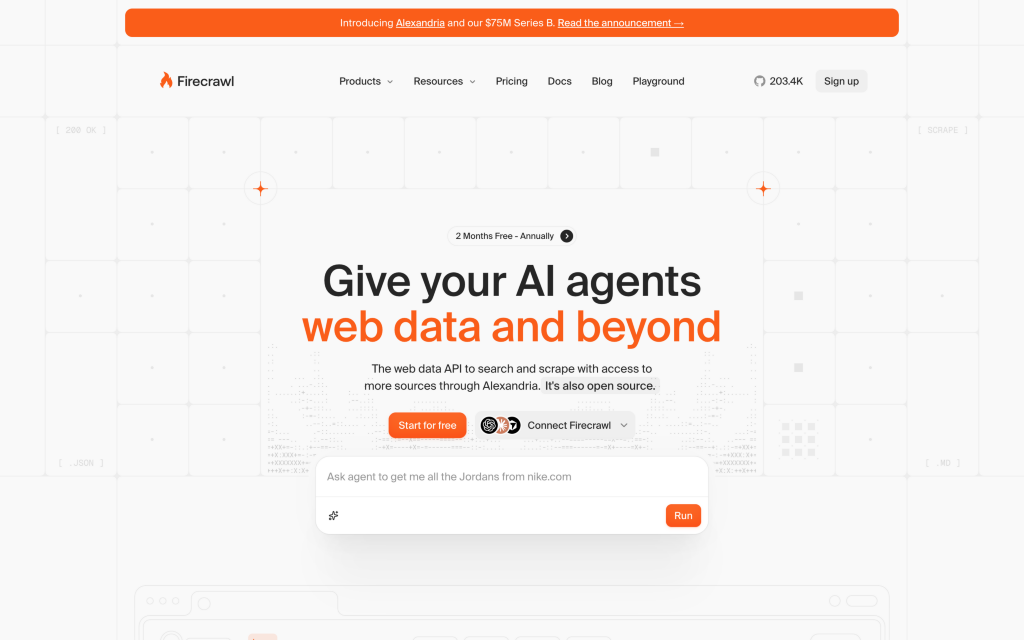 Introducing Alexandria and our $75M Series B. Read the announcement →
Firecrawl
Products
Resources
Pricing
Docs
Blog
Playground
203.4K
Sign up
[ 200 OK ]
[ SCRAPE ]
2 Months Free - Annually
Give your AI agents
web data and beyond
The web data API to search and scrape with access to
more sources through Alexandria. It's also open source.
Start for free
Connect Firecrawl
[ .JSON ]
[ .MD ]
Ask agent to get me all the Jordans from nike.com
Run